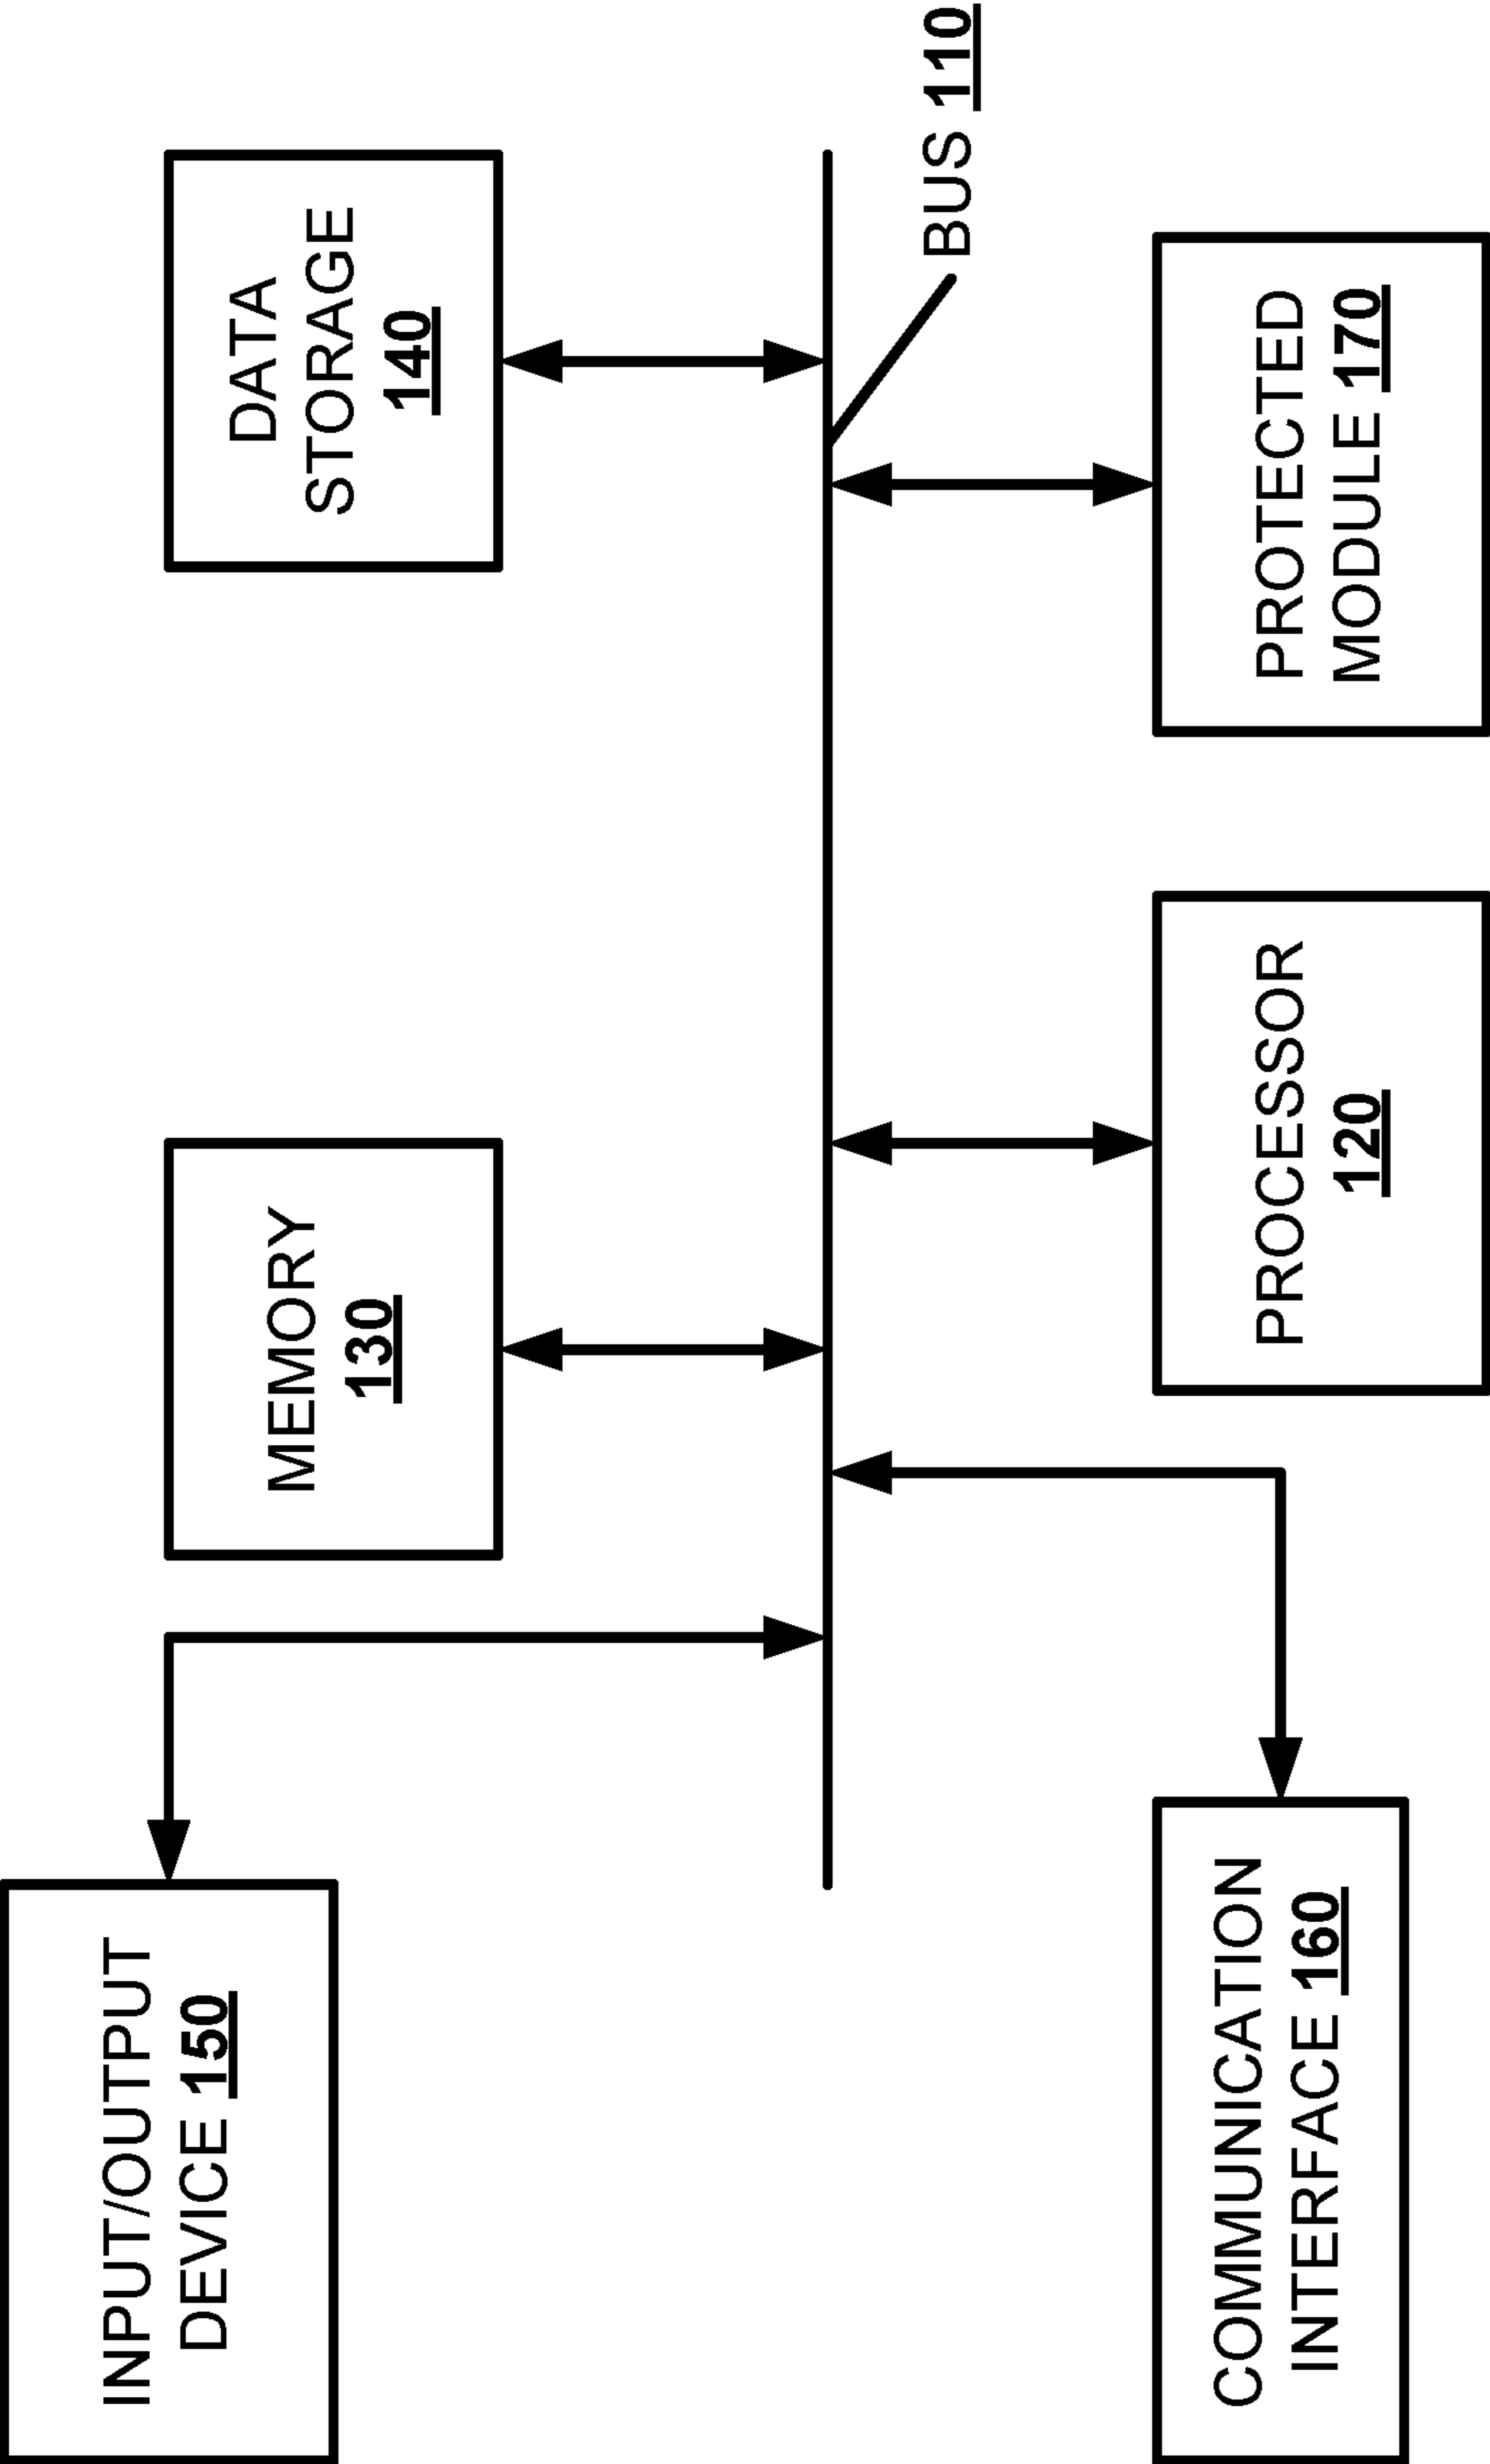 INPUT/OUTPUT
DEVICE 150
MEMORY
130
DATA
STORAGE
140
BUS 110
COMMUNICATION
INTERFACE 160
PROCESSOR
120
PROTECTED
MODULE 170